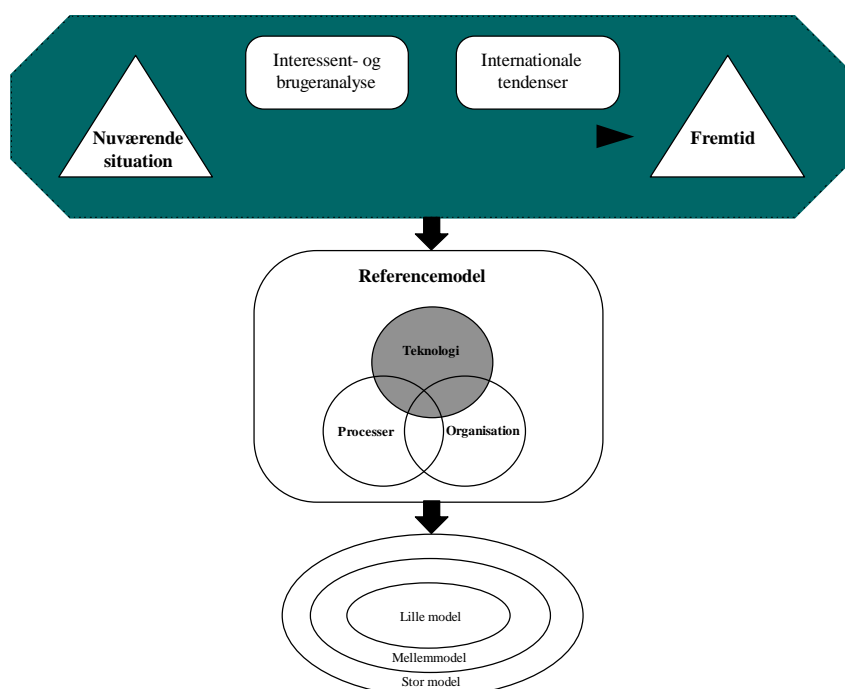 Interessent- og
brugeranalyse
Internationale
tendenser
Nuværende
situation
Fremtid
Referencemodel
Teknologi
Processer
Organisation
Lille model
Mellemmodel
Stor model